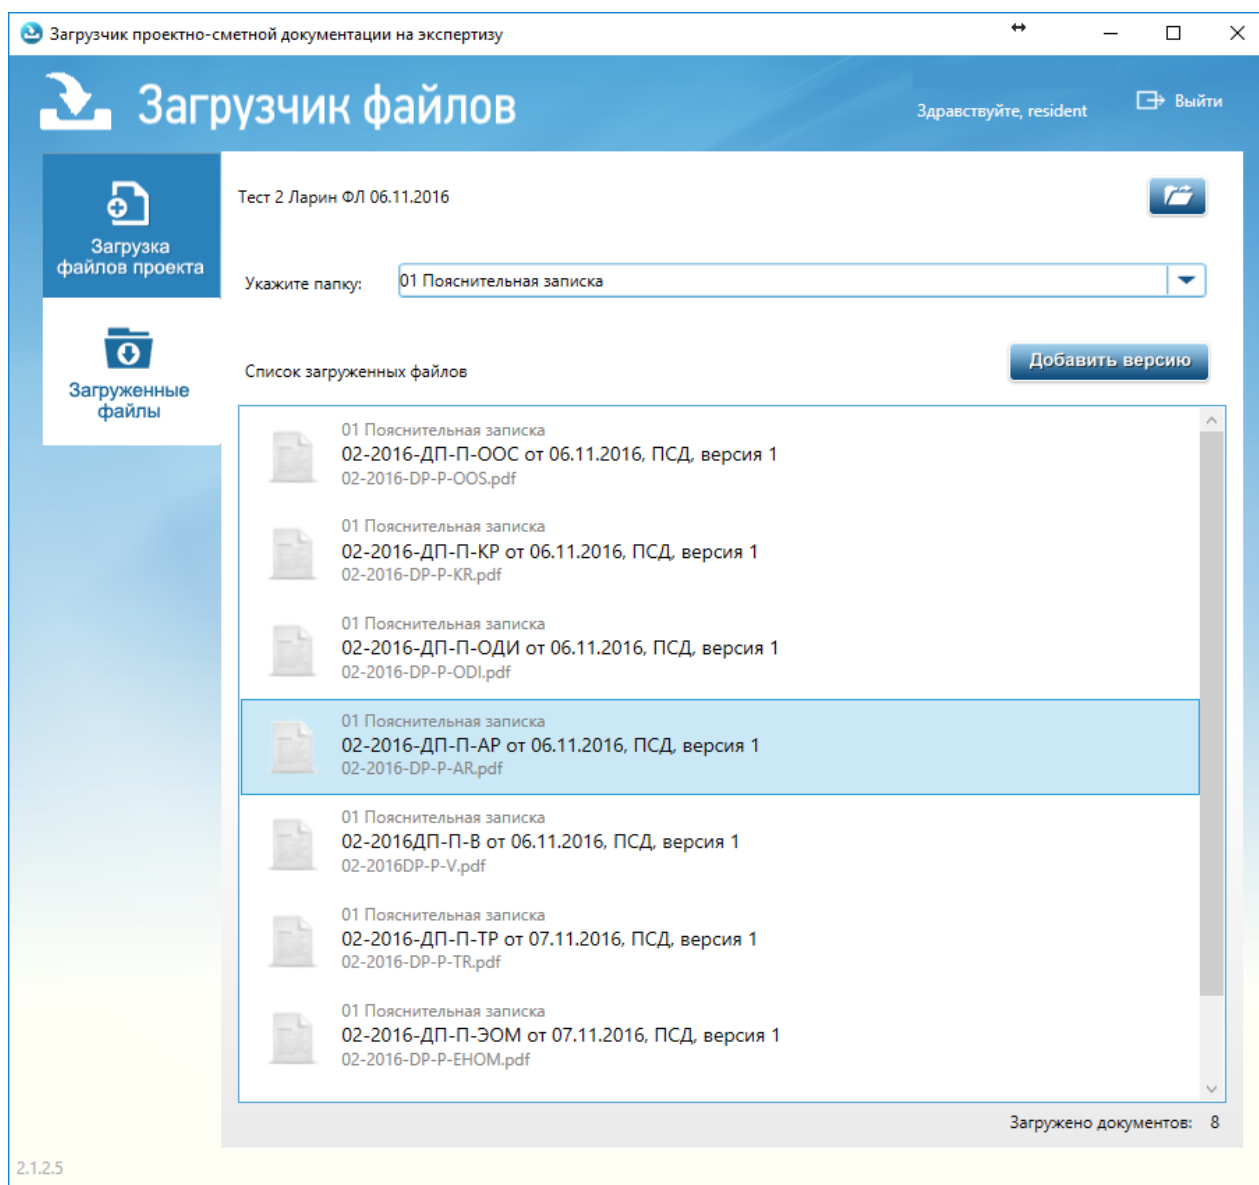 Загрузчик проектно-сметной документации на экспертизу
Загрузчик файлов
Здравствуйте, resident
Выйти
Загрузка
файлов проекта
Загруженные
файлы
Тест 2 Ларин ФЛ 06.11.2016
Укажите папку:
01 Пояснительная записка
Список загруженных файлов
Добавить версию
01 Пояснительная записка
02-2016-ДП-П-ООС от 06.11.2016, ПСД, версия 1
02-2016-DP-P-OOS.pdf
01 Пояснительная записка
02-2016-ДП-П-КР от 06.11.2016, ПСД, версия 1
02-2016-DP-P-KR.pdf
01 Пояснительная записка
02-2016-ДП-П-ОДИ от 06.11.2016, ПСД, версия 1
02-2016-DP-P-ODI.pdf
01 Пояснительная записка
02-2016-ДП-П-АР от 06.11.2016, ПСД, версия 1
02-2016-DP-P-AR.pdf
01 Пояснительная записка
02-2016ДП-П-В от 06.11.2016, ПСД, версия 1
02-2016DP-P-V.pdf
01 Пояснительная записка
02-2016-ДП-П-ТР от 07.11.2016, ПСД, версия 1
02-2016-DP-P-TR.pdf
01 Пояснительная записка
02-2016-ДП-П-ЭОМ от 07.11.2016, ПСД, версия 1
02-2016-DP-P-EHOM.pdf
Загружено документов: 8
2.1.2.5